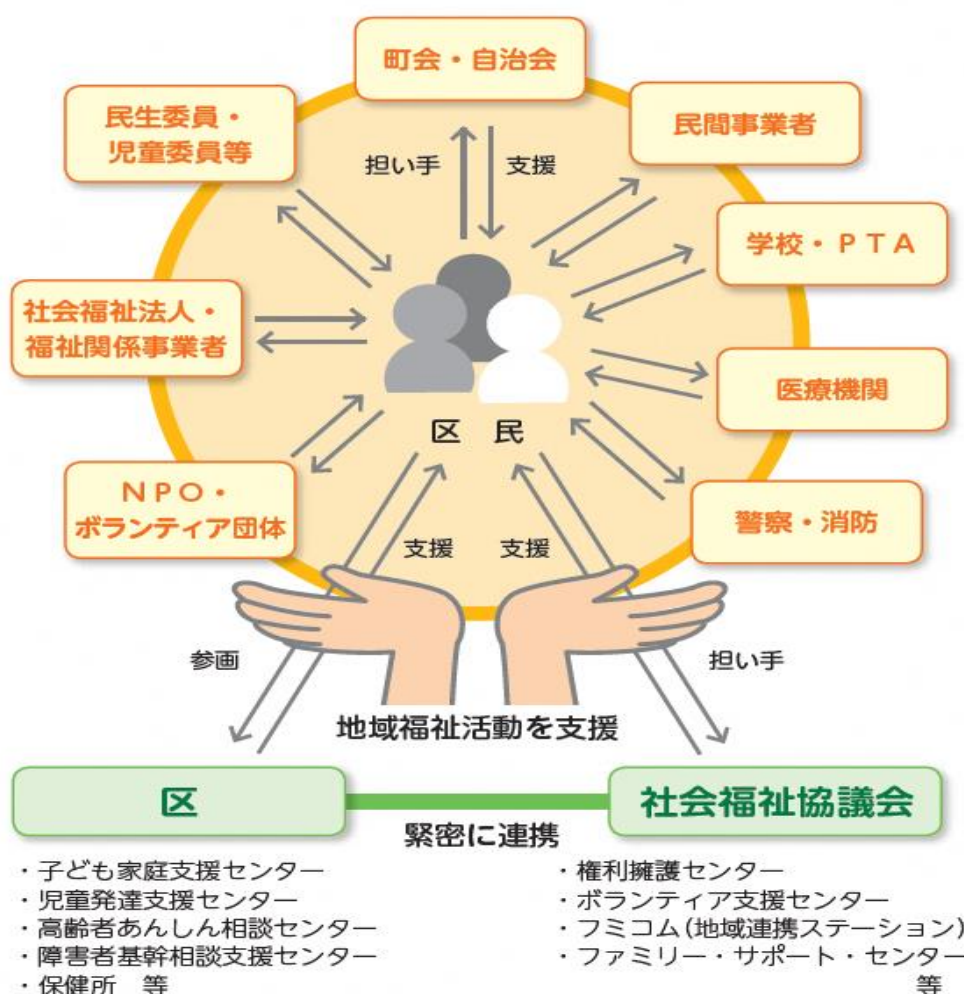 町会・自治会
民生委員・
児童委員等
民間事業者
担い手
支援
学校・ＰＴＡ
社会福祉法人・
福祉関係事業者
医療機関
区　民
ＮＰＯ・
ボランティア団体
警察・消防
支援
支援
参画
担い手
地域福祉活動を支援
区
社会福祉協議会
緊密に連携
・子ども家庭支援センター
・児童発達支援センター
・高齢者あんしん相談センター
・障害者基幹相談支援センター
・保健所　等
・権利擁護センター
・ボランティア支援センター
・フミコム(地域連携ステーション)
・ファミリー・サポート・センター
等